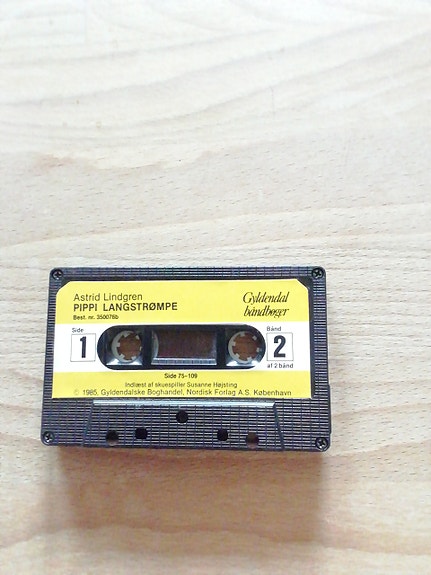 Astrid Lindgren
PIPPI LANGSTRØMPE
Best. nr. 350078b
Gyldendal
båndbøger
Side
1
Bånd
2
af 2 bånd
Side 75-109
Indlæst af skuespiller Susanne Højsting
© 1985, Gyldendalske Boghandel, Nordisk Forlag A.S. København